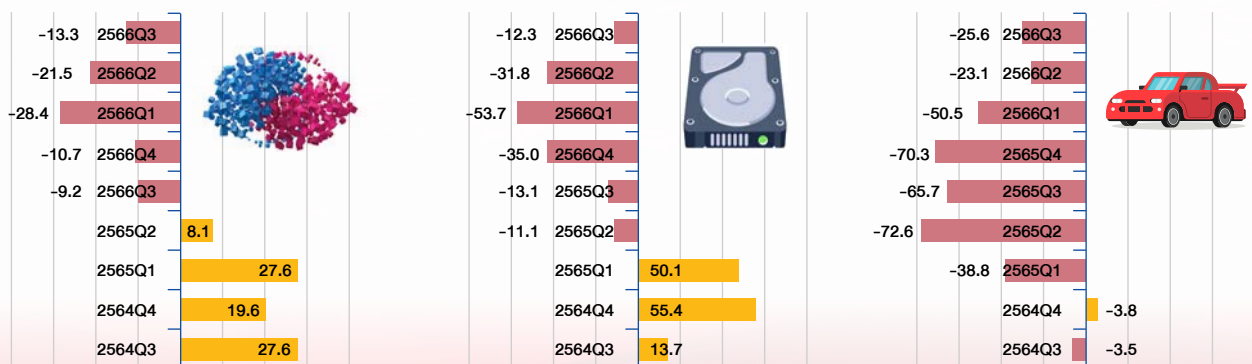 -13.3 2566Q3
-21.5 2566Q2
-28.4 2566Q1
-10.7 2566Q4
-9.2 2566Q3
2565Q2 8.1
2565Q1 27.6
2564Q4 19.6
2564Q3 27.6
-12.3 2566Q3
-31.8 2566Q2
-53.7 2566Q1
-35.0 2566Q4
-13.1 2565Q3
-11.1 2565Q2
2565Q1 50.1
2564Q4 55.4
2564Q3 13.7
-25.6 2566Q3
-23.1 2566Q2
-50.5 2566Q1
-70.3 2565Q4
-65.7 2565Q3
-72.6 2565Q2
-38.8 2565Q1
2564Q4 -3.8
2564Q3 -3.5